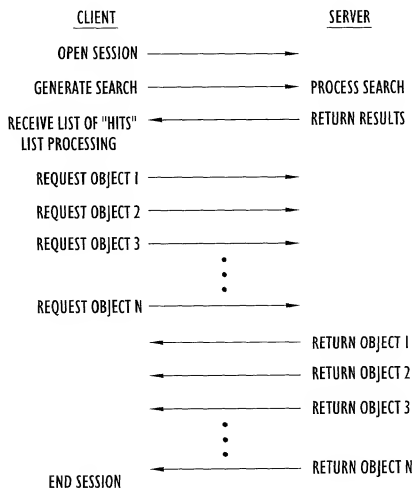 CLIENT SERVER
OPEN SESSION
GENERATE SEARCH PROCESS SEARCH
RECEIVE LIST OF "HITS" RETURN RESULTS
LIST PROCESSING
REQUEST OBJECT 1
REQUEST OBJECT 2
REQUEST OBJECT 3
REQUEST OBJECT N
RETURN OBJECT 1
RETURN OBJECT 2
RETURN OBJECT 3
RETURN OBJECT N
END SESSION